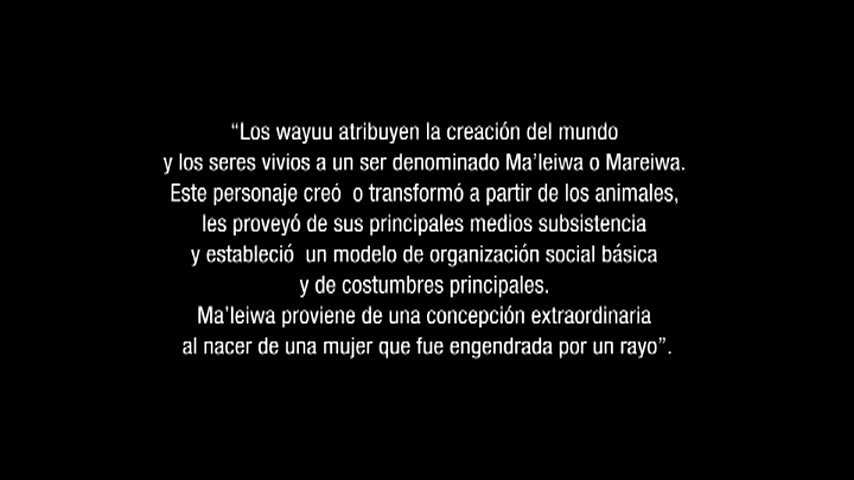 “Los wayuu atribuyen la creación del mundo
y los seres vivios a un ser denominado Ma’leiwa o Mareiwa.
Este personaje creó  o transformó a partir de los animales,
les proveyó de sus principales medios subsistencia
y estableció  un modelo de organización social básica
y de costumbres principales.
Ma’leiwa proviene de una concepción extraordinaria
al nacer de una mujer que fue engendrada por un rayo”.